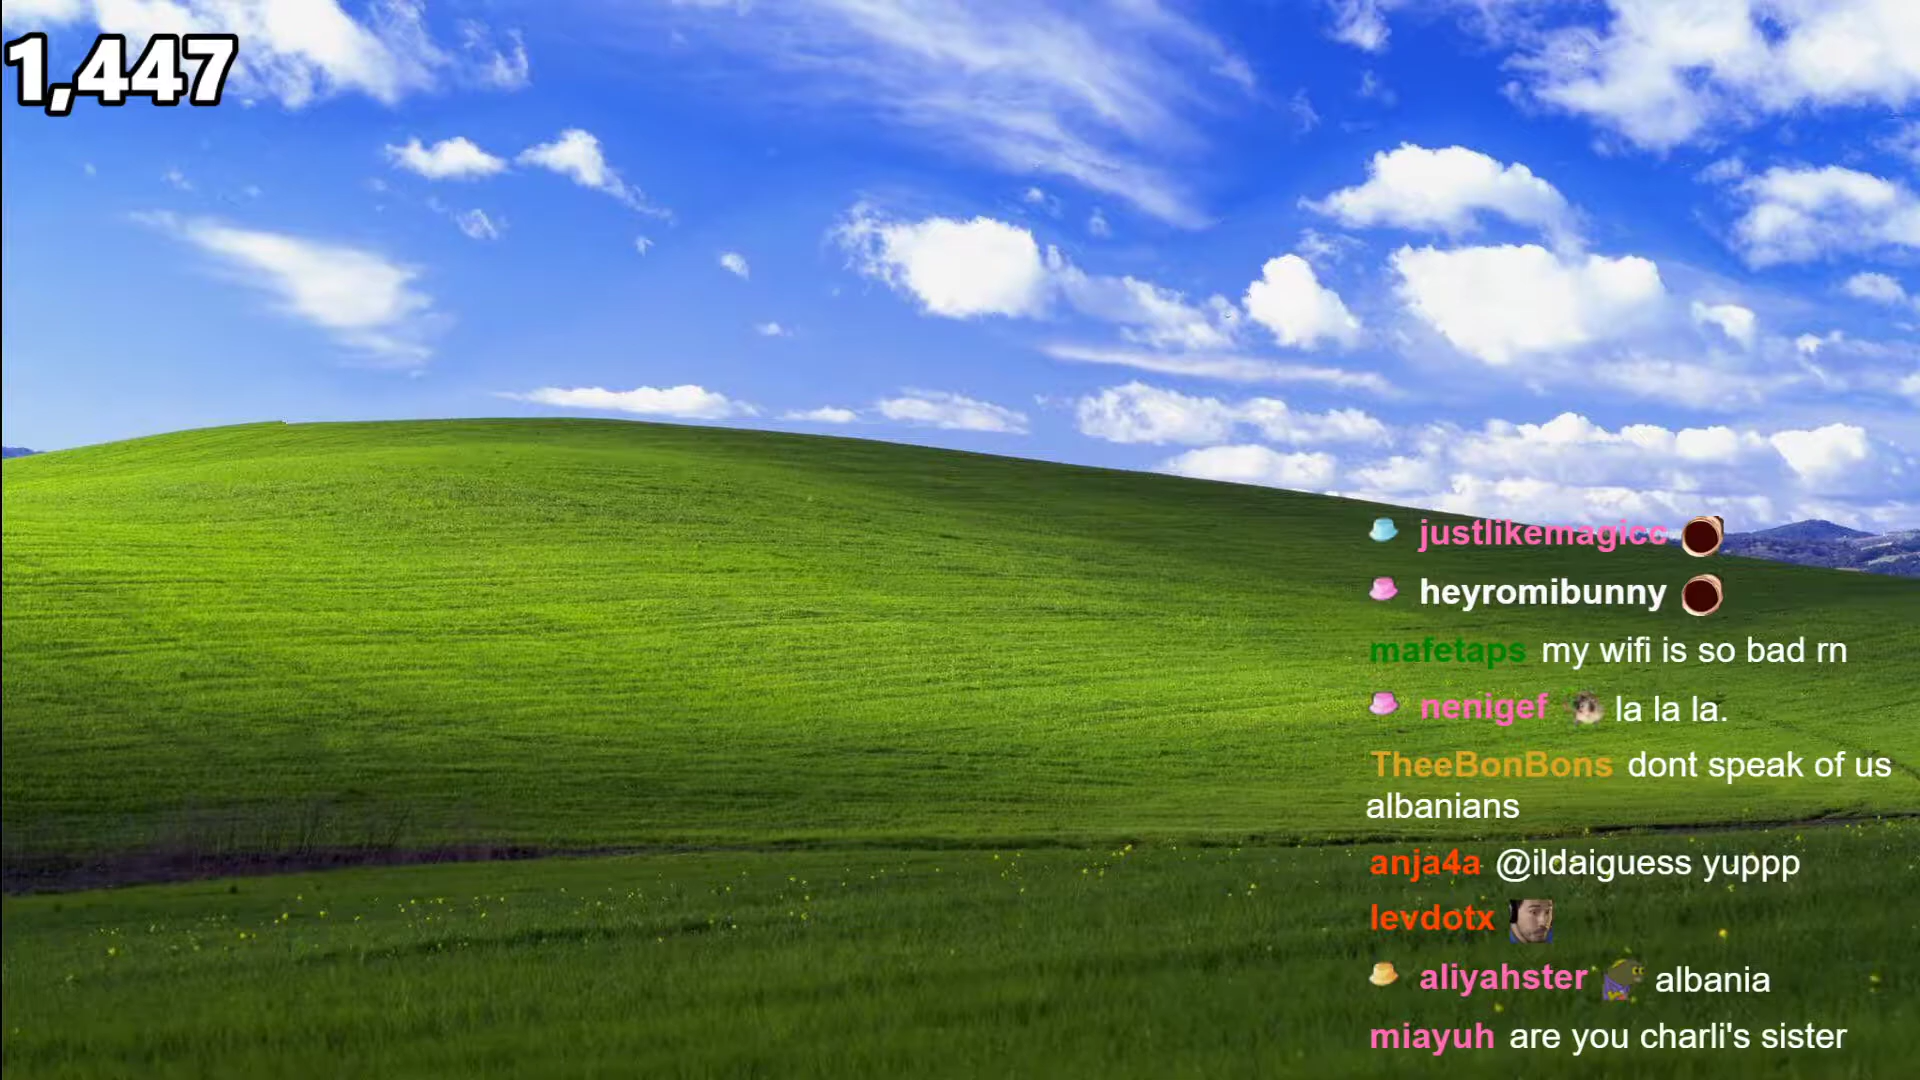 1,447
justlikemagicc
heyromibunny
mafetaps my wifi is so bad rn
nenigef la la la.
TheeBonBons dont speak of us
albanians
anja4a @ildaiguess yuppp
levdotx
aliyahster albania
miayuh are you charli's sister